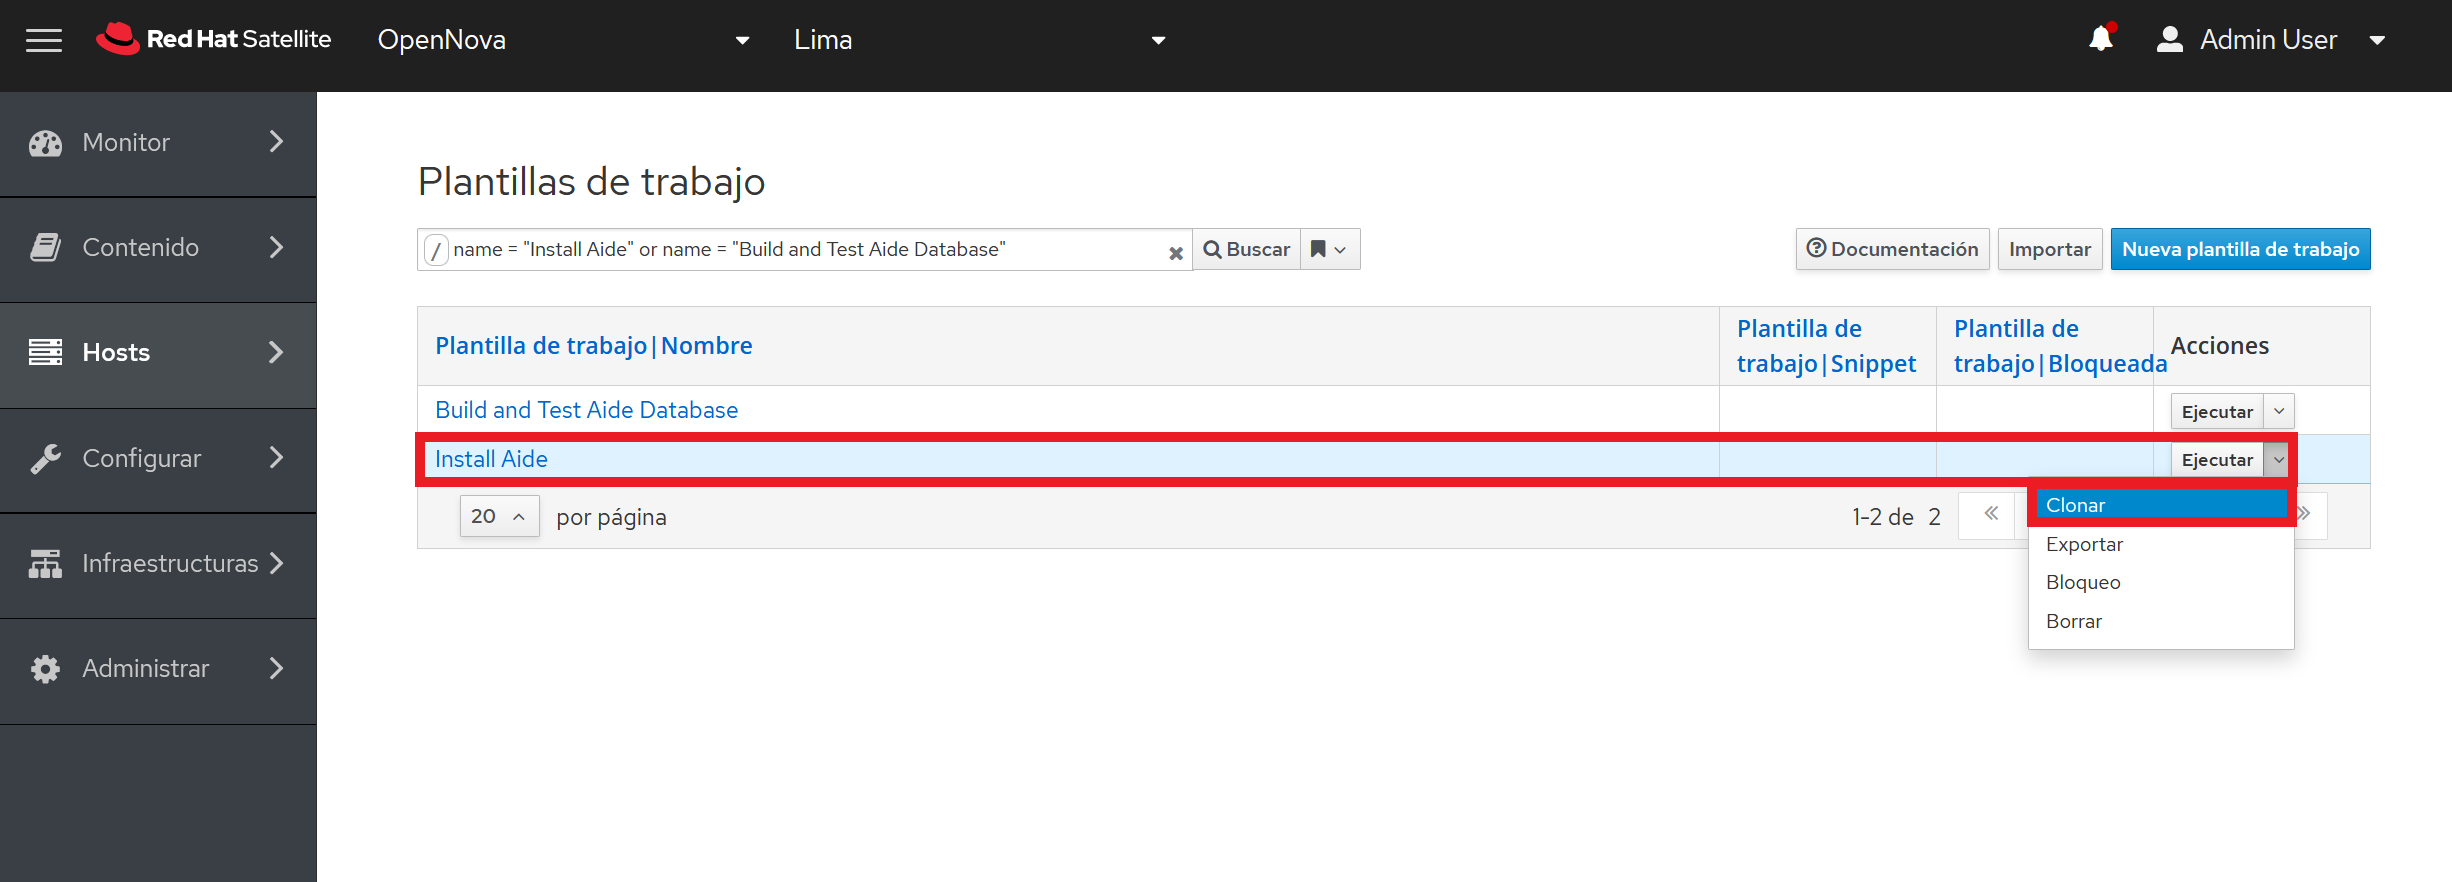 Red Hat Satellite OpenNova Lima Admin User
Monitor
Contenido
Hosts
Configurar
Infraestructuras
Administrar
Plantillas de trabajo
/ name = "Install Aide" or name = "Build and Test Aide Database" Buscar Documentación Importar Nueva plantilla de trabajo
Plantilla de trabajo|Nombre
Plantilla de
trabajo|Snippet
Plantilla de
trabajo|Bloqueada
Acciones
Build and Test Aide Database Ejecutar
Install Aide Ejecutar
20 por página 1-2 de 2 « »
Clonar
Exportar
Bloqueo
Borrar